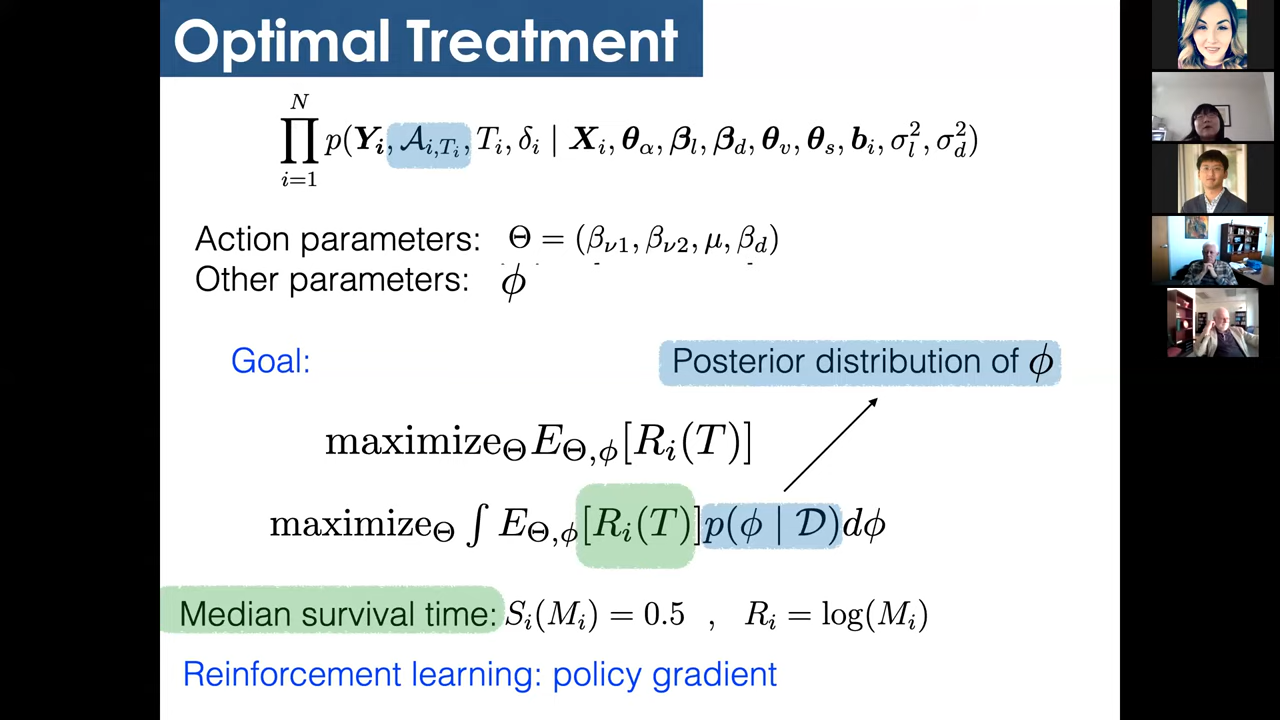 Optimal Treatment
∏_{i=1}^{N} p(Y_i, 𝒜_{i,T_i}, T_i, δ_i | X_i, θ_α, β_l, β_d, θ_v, θ_s, b_i, σ_l^2, σ_d^2)
Action parameters: Θ = (β_{ν1}, β_{ν2}, μ, β_d)
Other parameters: ϕ
Goal:
Posterior distribution of ϕ
maximize_Θ E_{Θ,ϕ}[R_i(T)]
maximize_Θ ∫ E_{Θ,ϕ}[R_i(T)]p(ϕ | 𝒟)dϕ
Median survival time: S_i(M_i) = 0.5 , R_i = log(M_i)
Reinforcement learning: policy gradient